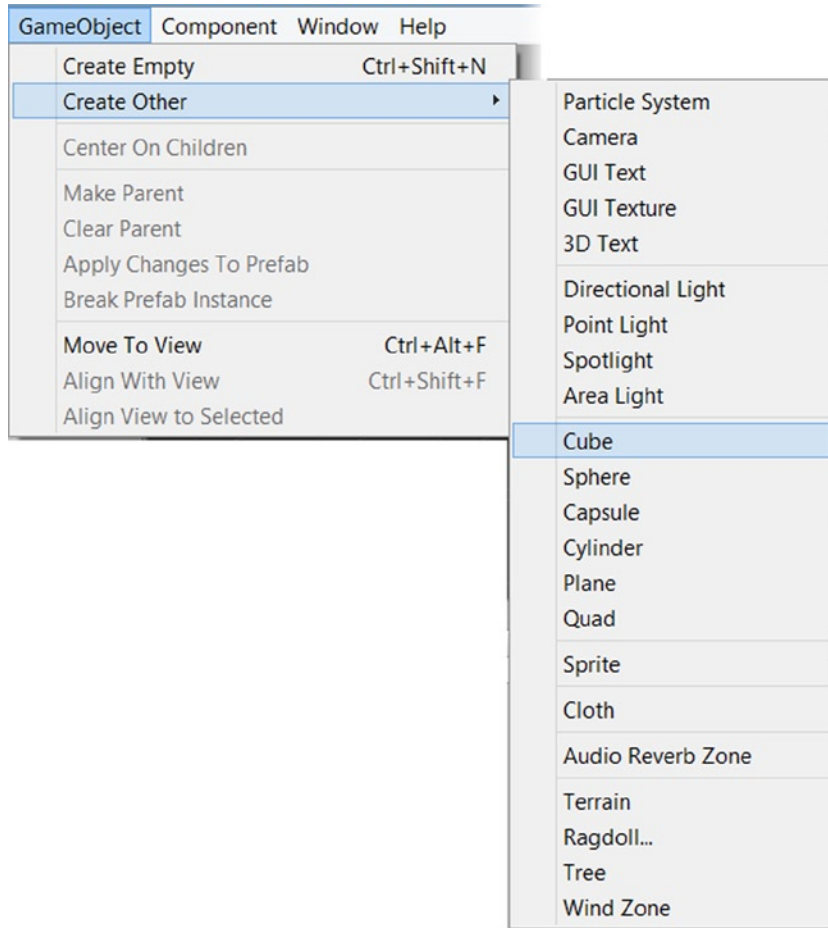 GameObject Component Window Help
Create Empty Ctrl+Shift+N
Create Other
Center On Children
Make Parent
Clear Parent
Apply Changes To Prefab
Break Prefab Instance
Move To View Ctrl+Alt+F
Align With View Ctrl+Shift+F
Align View to Selected
Particle System
Camera
GUI Text
GUI Texture
3D Text
Directional Light
Point Light
Spotlight
Area Light
Cube
Sphere
Capsule
Cylinder
Plane
Quad
Sprite
Cloth
Audio Reverb Zone
Terrain
Ragdoll...
Tree
Wind Zone